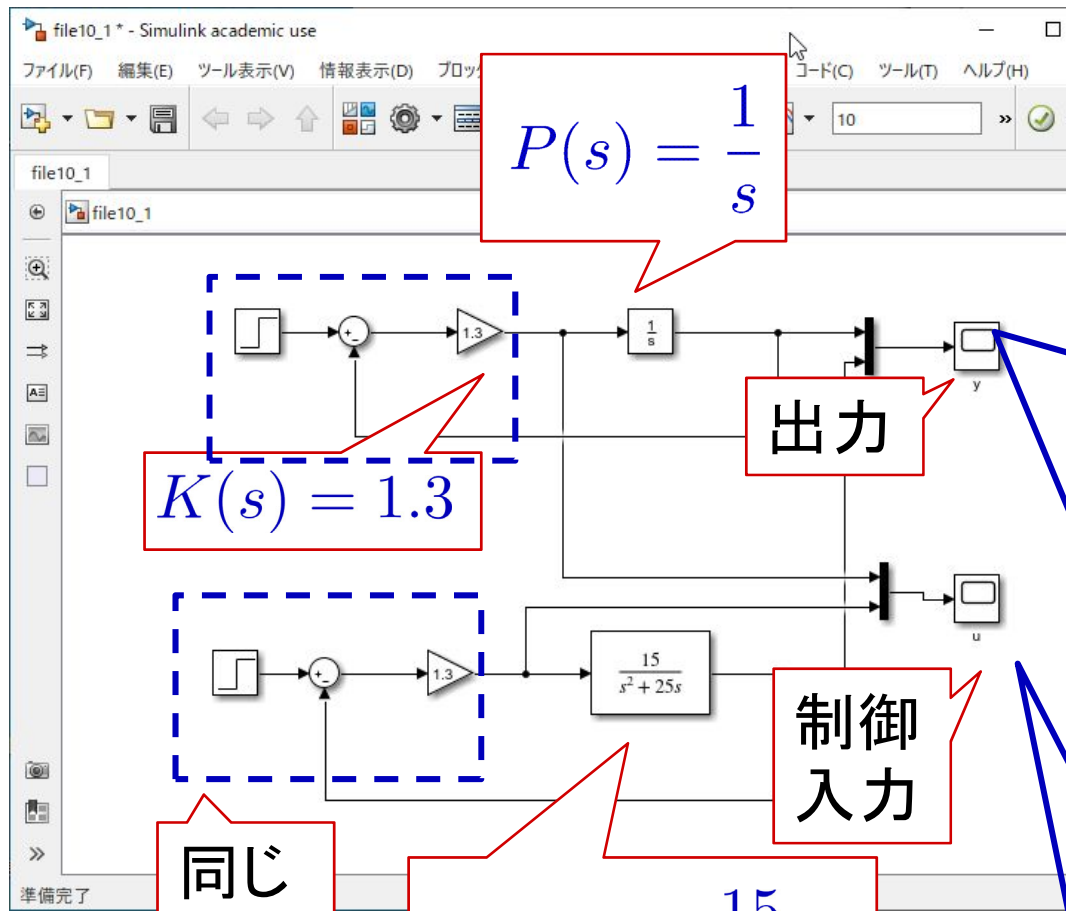 file10_1 * - Simulink academic use
ファイル(F) 編集(E) ツール表示(V) 情報表示(D) ブロッ コード(C) ツール(T) ヘルプ(H)
10
»
file10_1
file10_1
P(s) = 1/s
1.3
1/s
y
出力
K(s) = 1.3
u
1.3
15/(s² + 25s)
制御
入力
同じ
15
準備完了